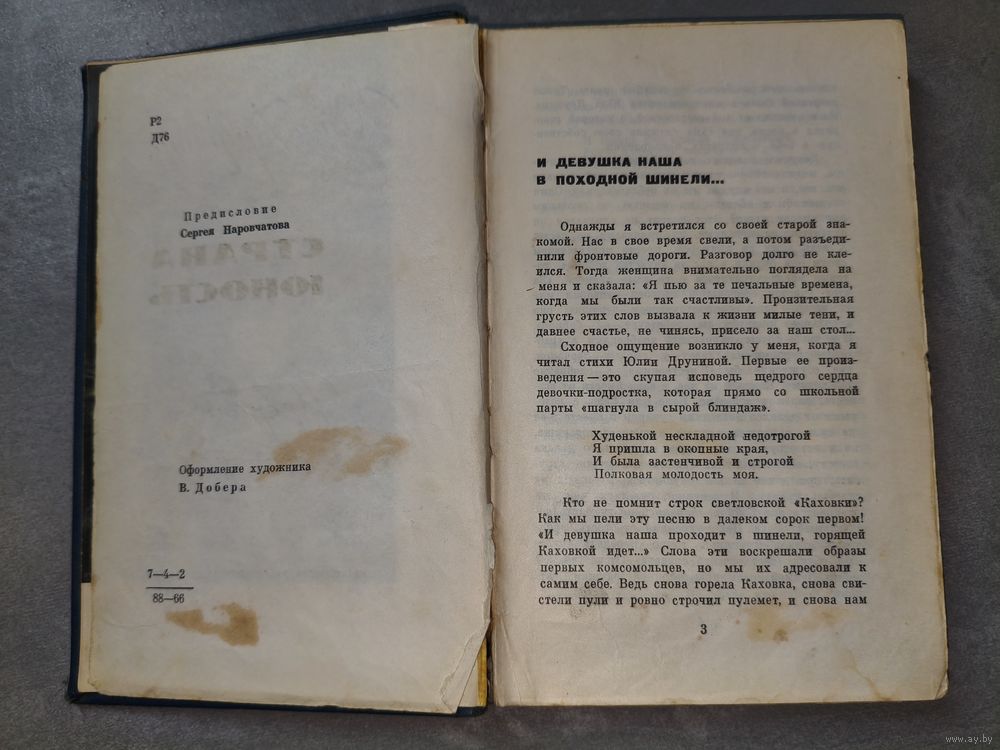 Р2
Д76
Предисловие
Сергея Наровчатова
СТРАНА
ЮНОСТЬ
Оформление художника
В. Добера
7—4—2
88—66
И ДЕВУШКА НАША
В ПОХОДНОЙ ШИНЕЛИ...
Однажды я встретился со своей старой зна-
комой. Нас в свое время свели, а потом разъеди-
нили фронтовые дороги. Разговор долго не кле-
ился. Тогда женщина внимательно поглядела на
меня и сказала: «Я пью за те печальные времена,
когда мы были так счастливы». Пронзительная
грусть этих слов вызвала к жизни милые тени, и
давнее счастье, не чинясь, присело за наш стол...
Сходное ощущение возникло у меня, когда я
читал стихи Юлии Друниной. Первые ее произ-
ведения — это скупая исповедь щедрого сердца
девочки-подростка, которая прямо со школьной
парты «шагнула в сырой блиндаж».
Худенькой нескладной недотрогой
Я пришла в окопные края,
И была застенчивой и строгой
Полковая молодость моя.
Кто не помнит строк светловской «Каховки»?
Как мы пели эту песню в далеком сорок первом!
«И девушка наша проходит в шинели, горящей
Каховкой идет...» Слова эти воскрешали образы
первых комсомольцев, но мы их адресовали к
самим себе. Ведь снова горела Каховка, снова сви-
стели пули и ровно строчил пулемет, и снова нам
3
www.ay.by